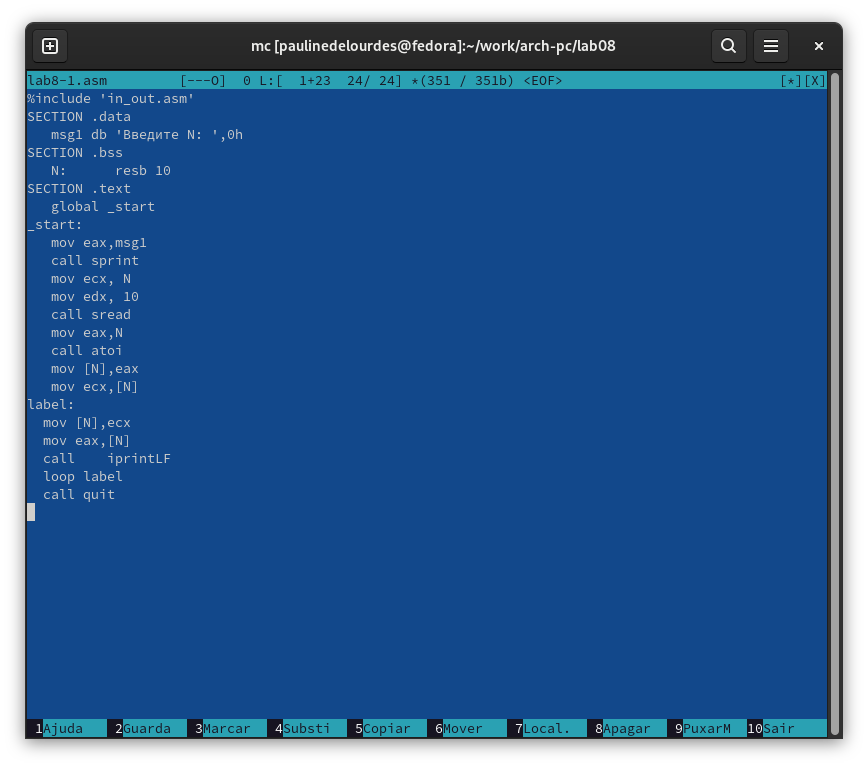 mc [paulinedelourdes@fedora]:~/work/arch-pc/lab08
lab8-1.asm         [---O]  0 L:[  1+23  24/ 24] *(351 / 351b) <EOF>                           [*][X]
%include 'in_out.asm'
SECTION .data
   msg1 db 'Введите N: ',0h
SECTION .bss
   N:      resb 10
SECTION .text
   global _start
_start:
   mov eax,msg1
   call sprint
   mov ecx, N
   mov edx, 10
   call sread
   mov eax,N
   call atoi
   mov [N],eax
   mov ecx,[N]
label:
  mov [N],ecx
  mov eax,[N]
  call    iprintLF
  loop label
  call quit
1Ajuda   2Guarda   3Marcar   4Substi   5Copiar   6Mover   7Local.   8Apagar   9PuxarM  10Sair